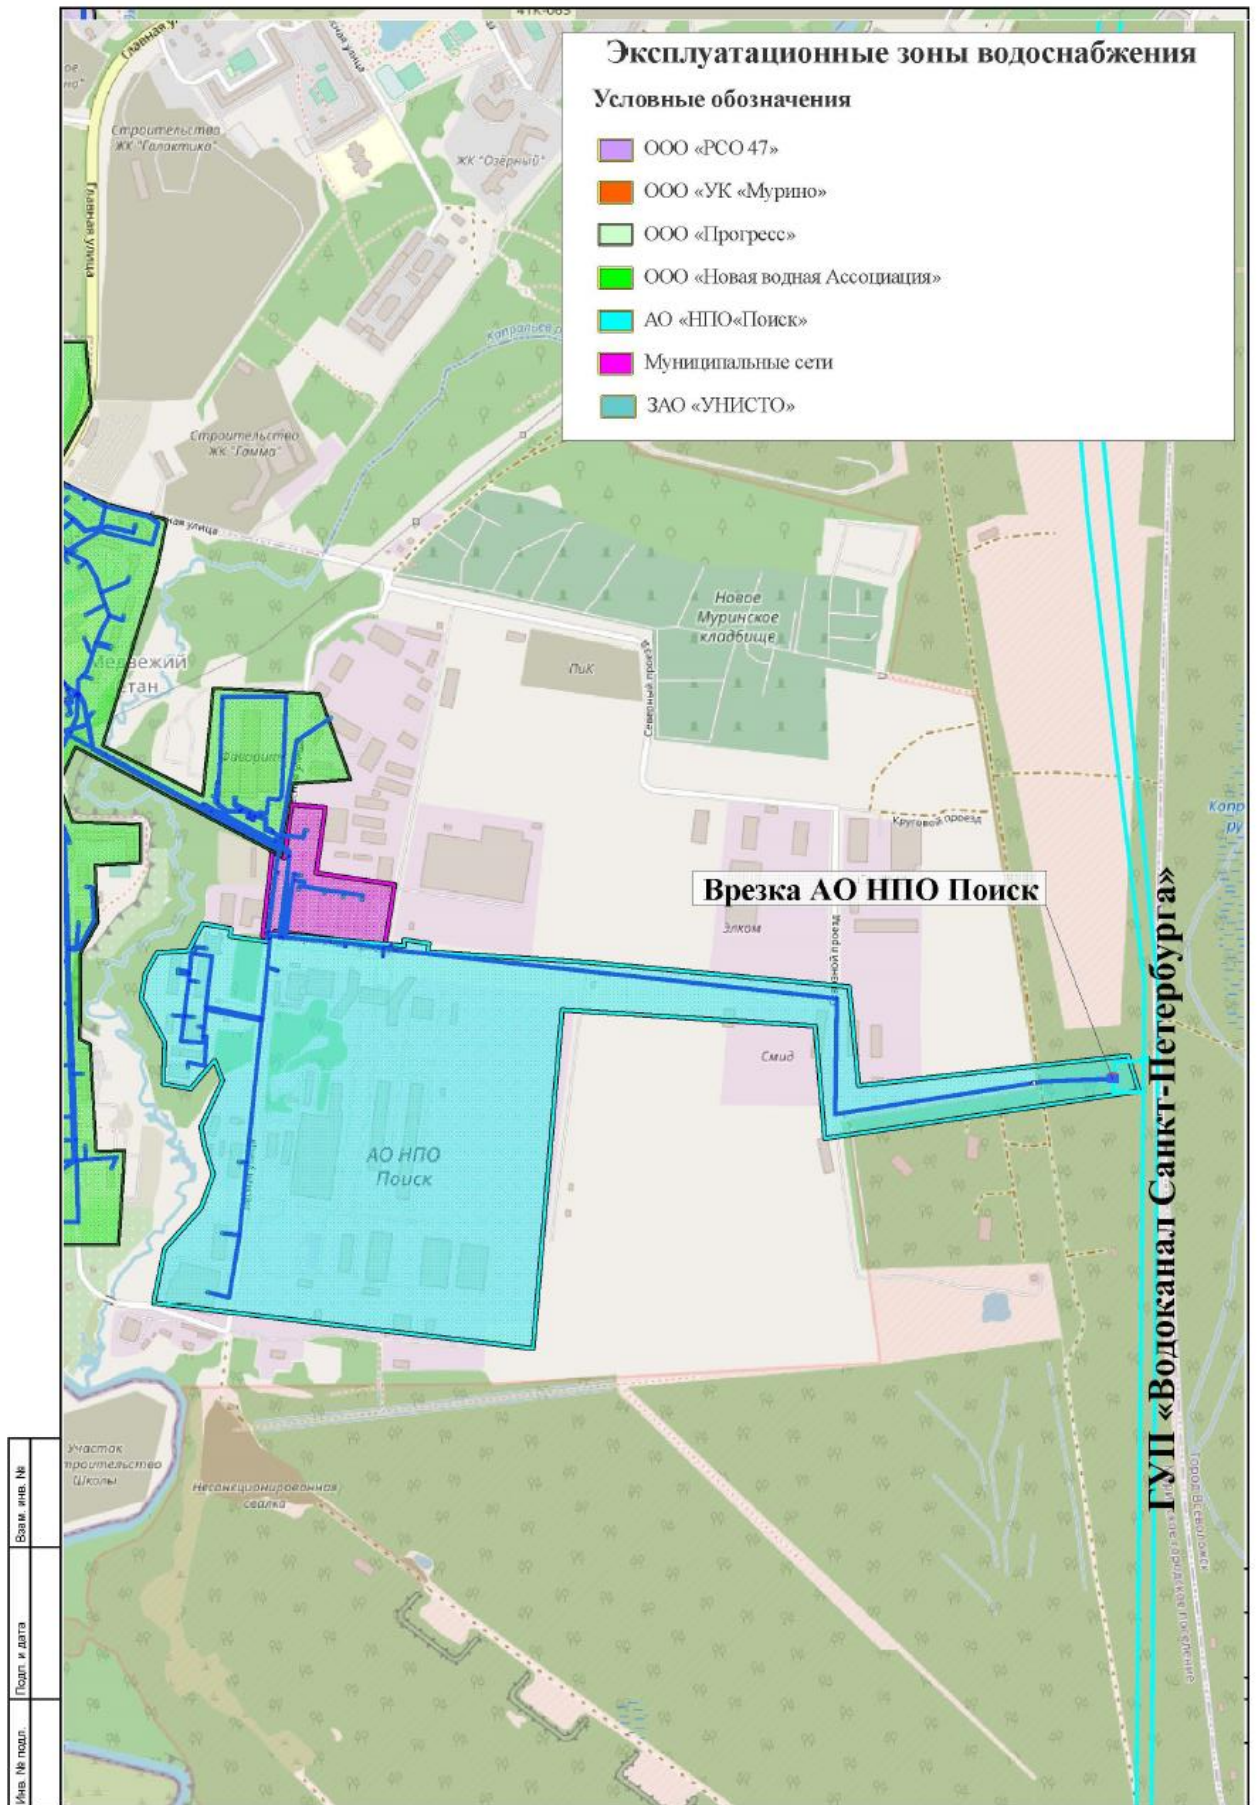 Эксплуатационные зоны водоснабжения
Условные обозначения
ООО «РСО 47»
ООО «УК «Мурино»
ООО «Прогресс»
ООО «Новая водная Ассоциация»
АО «НПО«Поиск»
Муниципальные сети
ЗАО «УНИСТО»
Строительство
ЖК "Галактика"
ЖК "Озёрный"
Главная улица
Строительство
ЖК "Гамма"
Новое
Муринское
кладбище
ПиК
Северный проезд
Медвежий
стан
Фаворит
Круговой проезд
Врезка АО НПО Поиск
Элком
Смид
АО НПО
Поиск
ГУП «Водоканал Санкт-Петербурга»
Участок
Школы
Несанкционированная
свалка
Город Всеволожск
Взам. инв. №
Подп. и дата
Инв. № подл.